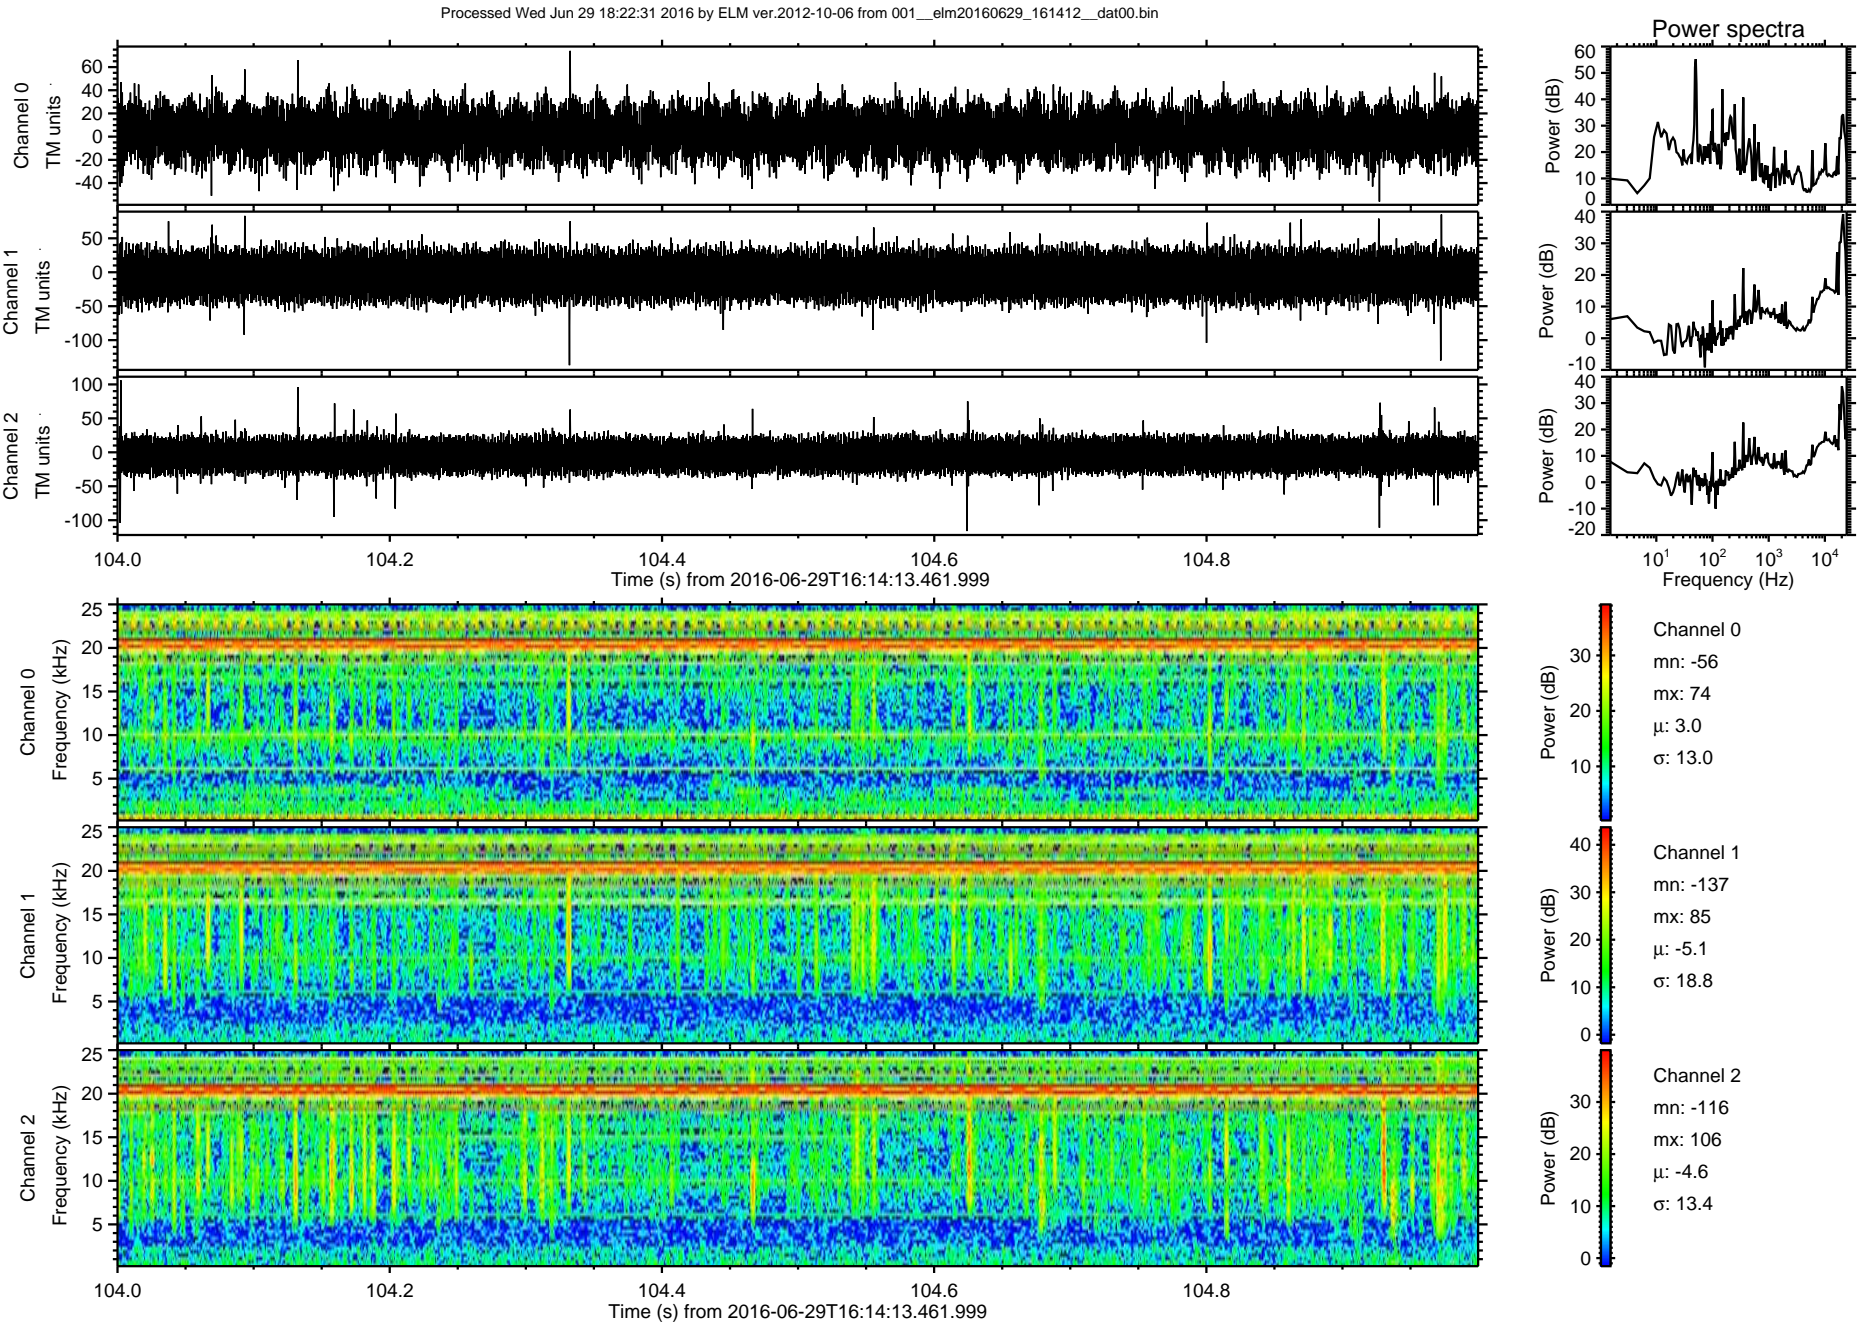 Processed Wed Jun 29 18:22:31 2016 by ELM ver.2012-10-06 from 001__elm20160629_161412__dat00.bin
Power spectra
Channel 0
TM units
60
40
20
0
-20
-40
Power (dB)
60
50
40
30
20
10
0
Channel 1
TM units
50
0
-50
-100
Power (dB)
40
30
20
10
0
-10
Channel 2
TM units
100
50
0
-50
-100
Power (dB)
40
30
20
10
0
-10
-20
104.0 104.2 104.4 104.6 104.8
Time (s) from 2016-06-29T16:14:13.461.999
10^1 10^2 10^3 10^4
Frequency (Hz)
Channel 0
Frequency (kHz)
25
20
15
10
5
Power (dB)
30
20
10
Channel 0
mn: -56
mx: 74
μ: 3.0
σ: 13.0
Channel 1
Frequency (kHz)
25
20
15
10
5
Power (dB)
40
30
20
10
0
Channel 1
mn: -137
mx: 85
μ: -5.1
σ: 18.8
Channel 2
Frequency (kHz)
25
20
15
10
5
Power (dB)
30
20
10
0
Channel 2
mn: -116
mx: 106
μ: -4.6
σ: 13.4
104.0 104.2 104.4 104.6 104.8
Time (s) from 2016-06-29T16:14:13.461.999